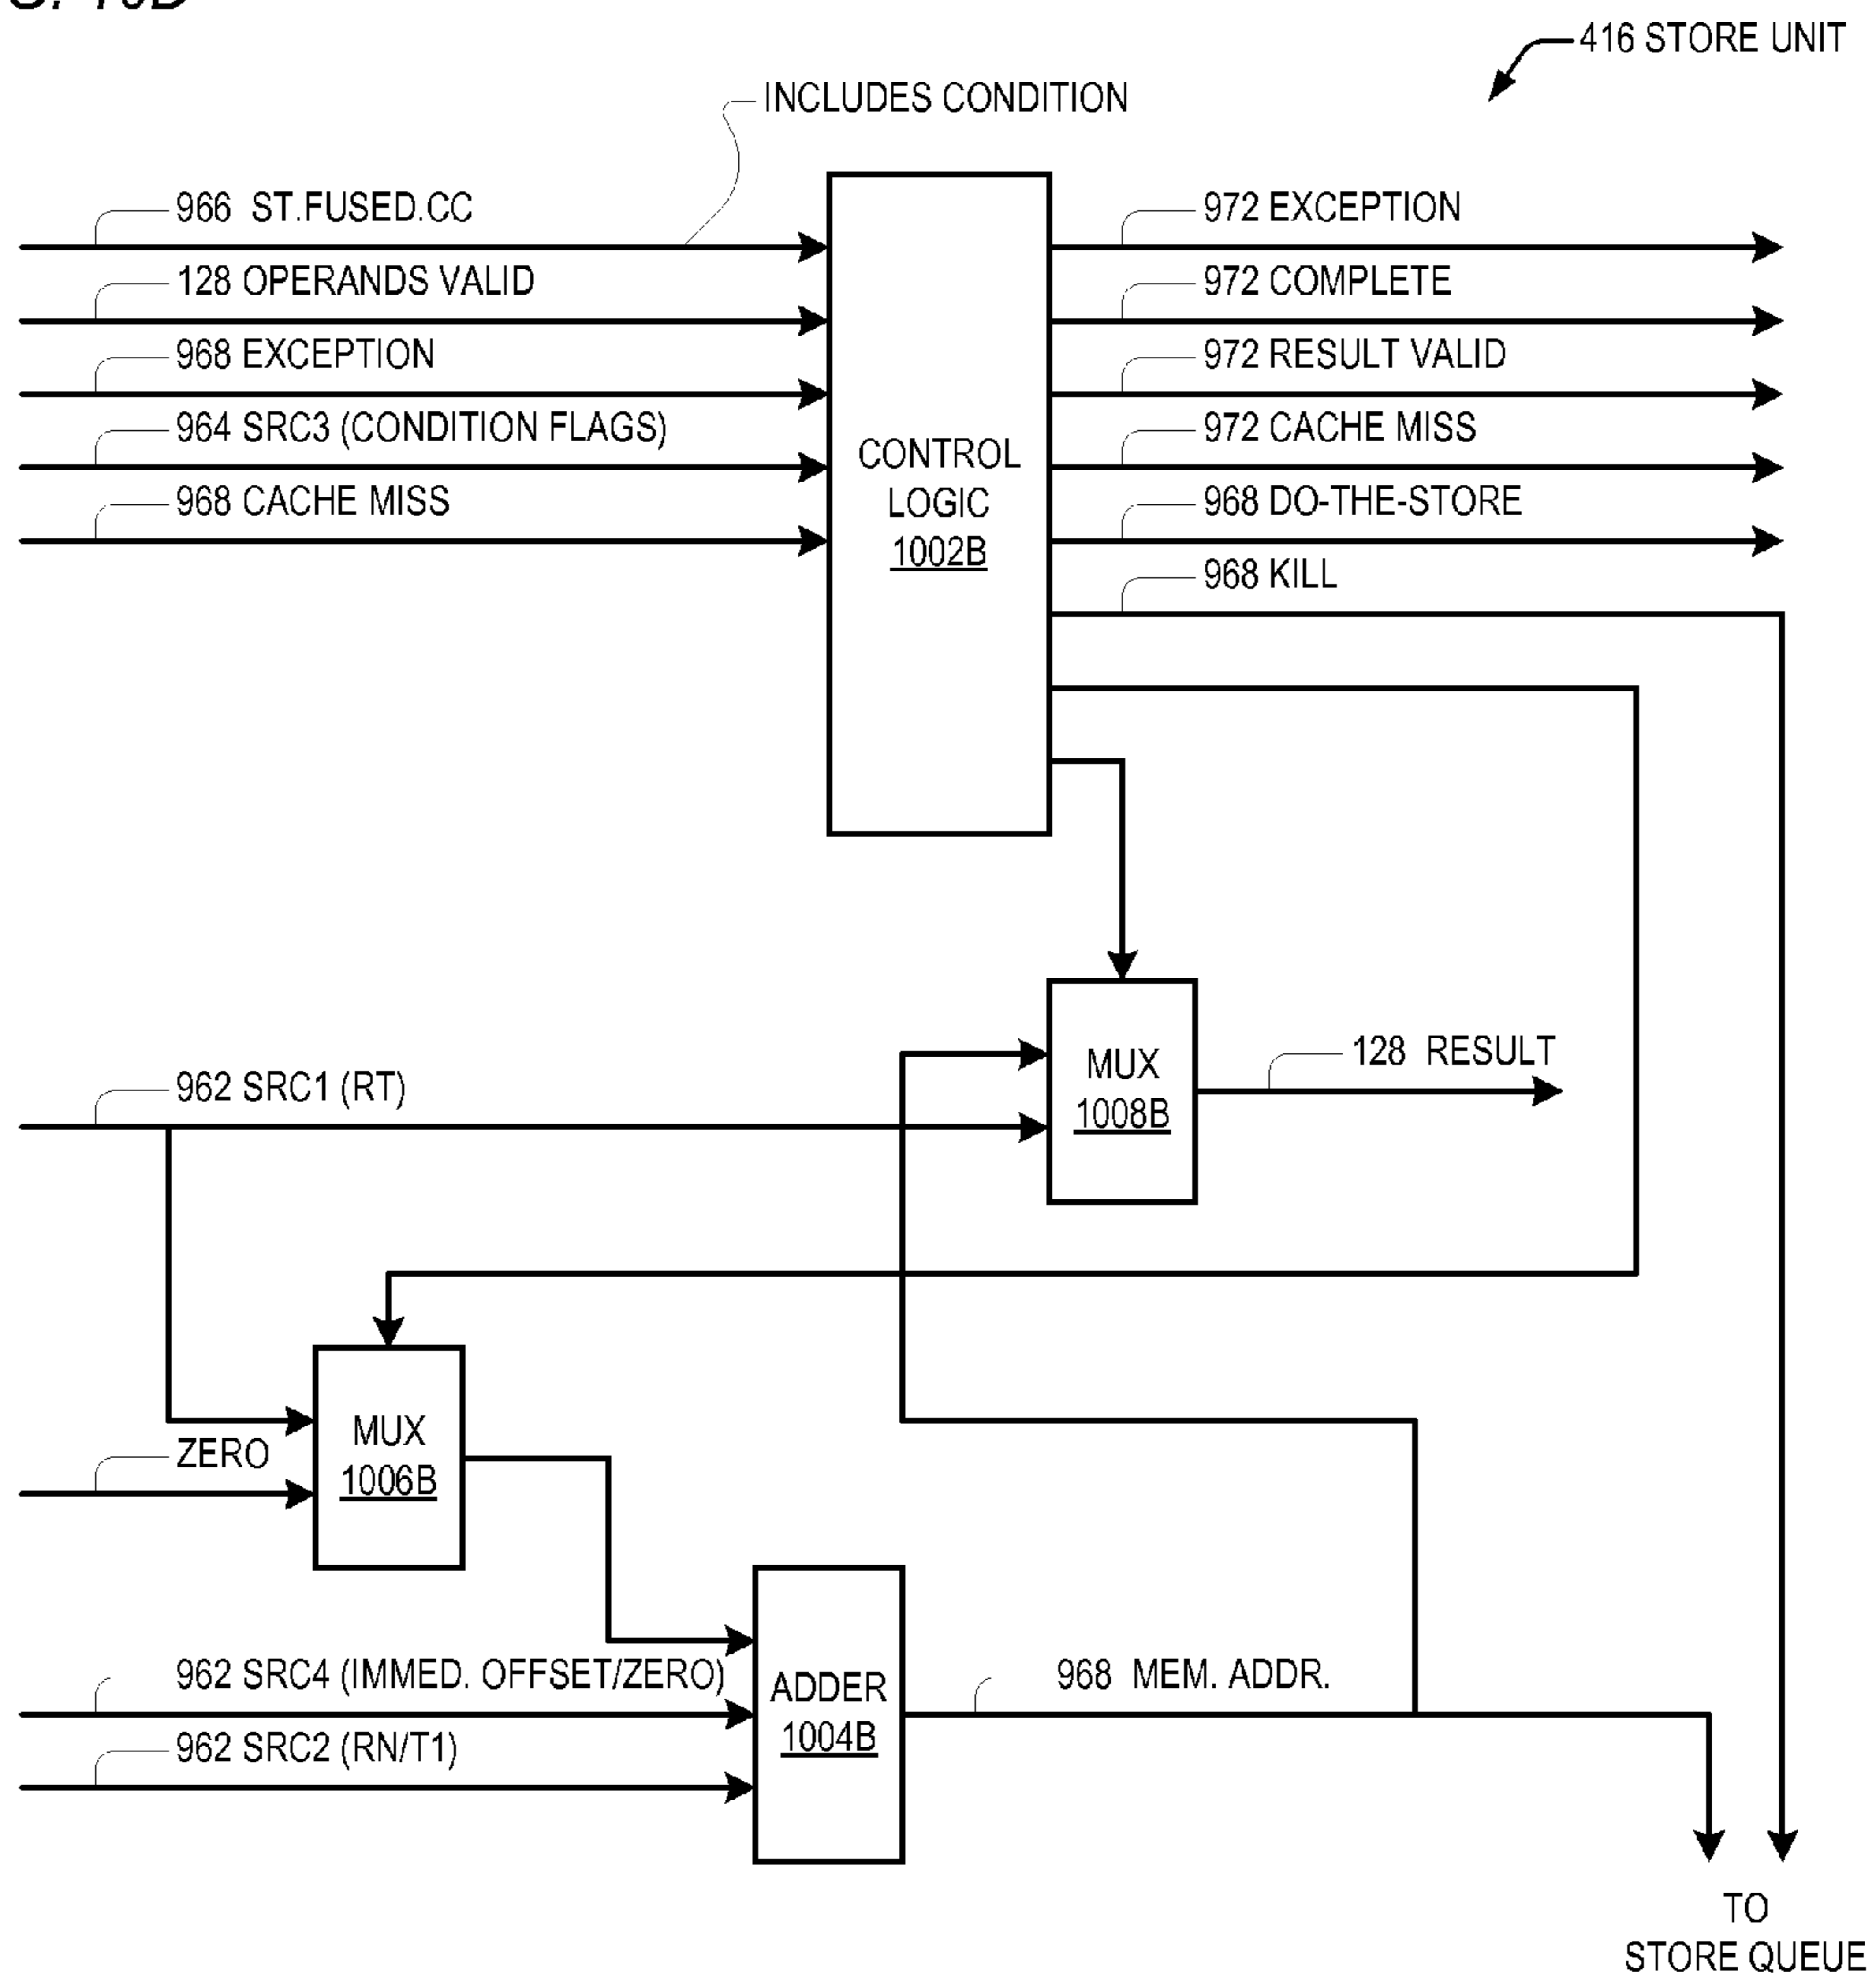 416 STORE UNIT
INCLUDES CONDITION
966 ST.FUSED.CC
128 OPERANDS VALID
968 EXCEPTION
964 SRC3 (CONDITION FLAGS)
968 CACHE MISS
CONTROL
LOGIC
1002B
972 EXCEPTION
972 COMPLETE
972 RESULT VALID
972 CACHE MISS
968 DO-THE-STORE
968 KILL
MUX
1008B
128 RESULT
962 SRC1 (RT)
ZERO
MUX
1006B
962 SRC4 (IMMED. OFFSET/ZERO)
962 SRC2 (RN/T1)
ADDER
1004B
968 MEM. ADDR.
TO
STORE QUEUE